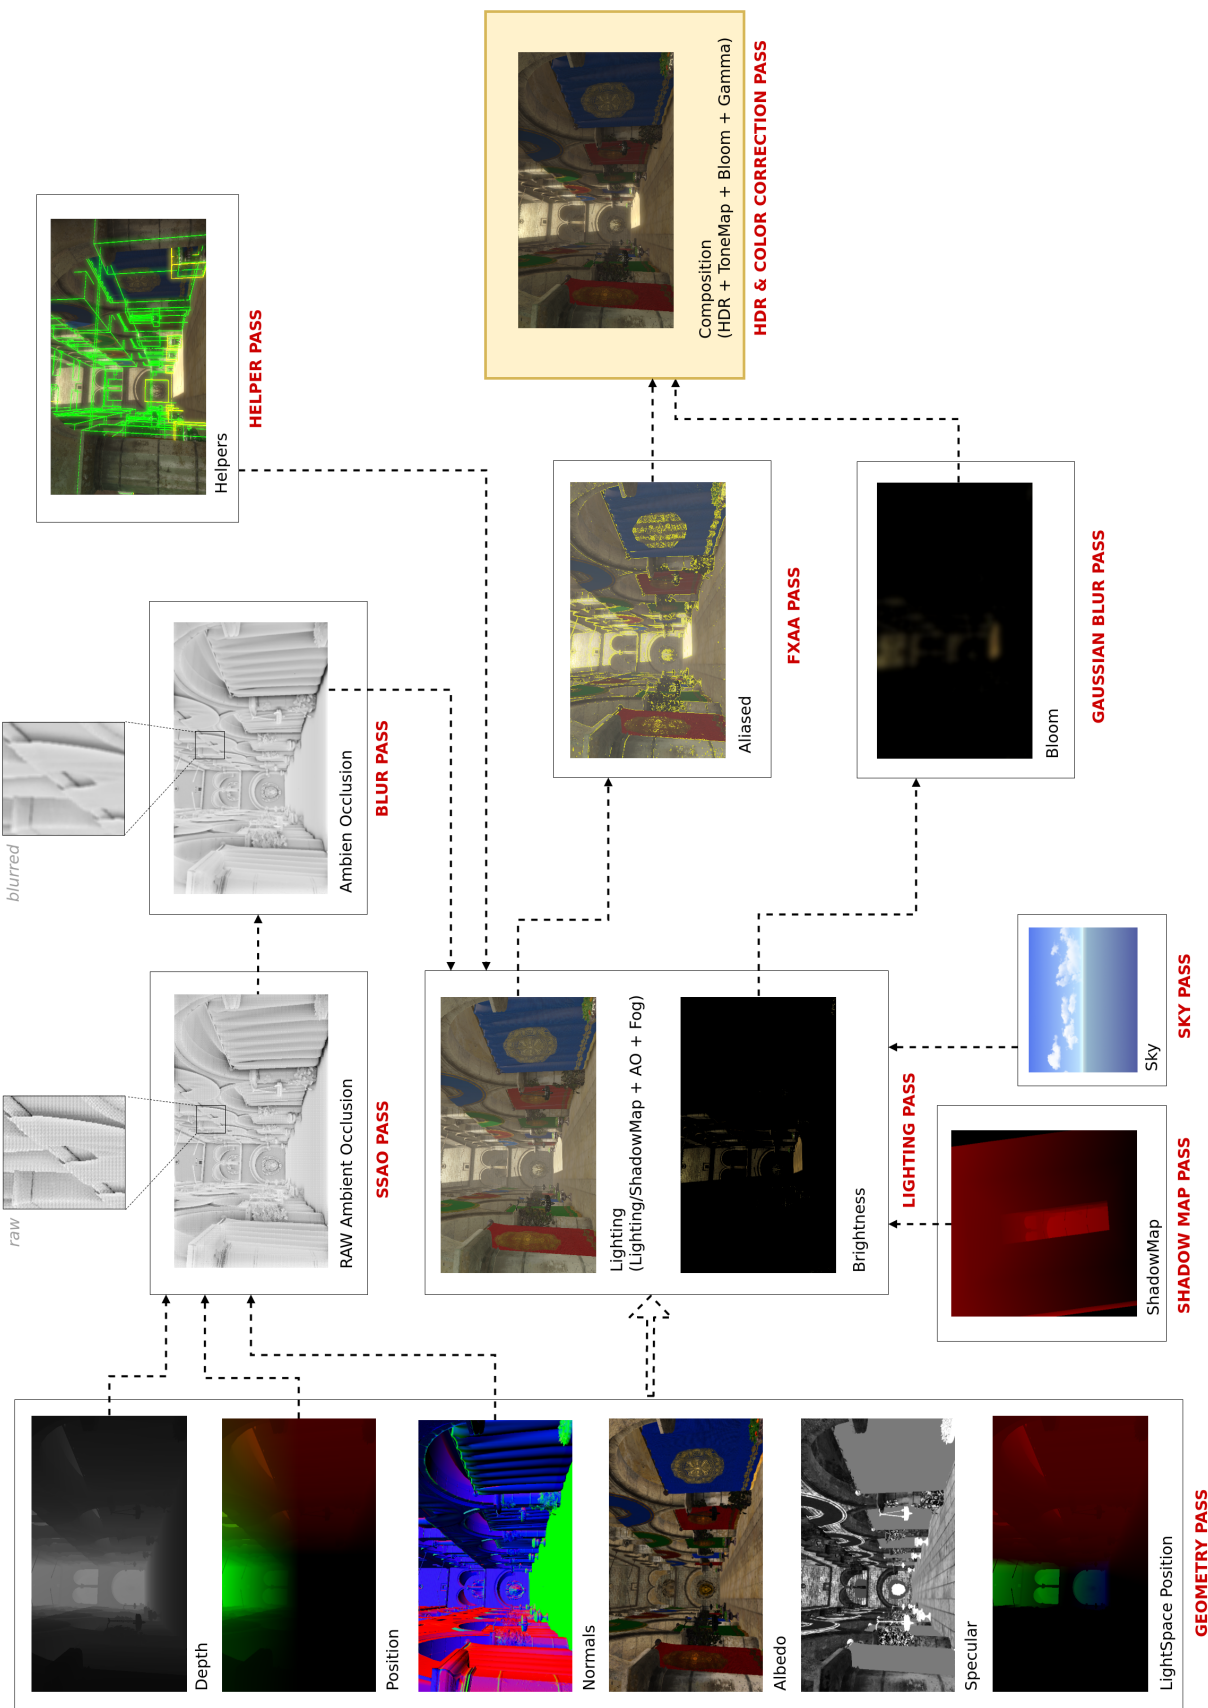 Depth
Position
Normals
Albedo
Specular
LightSpace Position
GEOMETRY PASS
raw
RAW Ambient Occlusion
SSAO PASS
blurred
Ambien Occlusion
BLUR PASS
Helpers
HELPER PASS
Lighting
(Lighting/ShadowMap + AO + Fog)
Brightness
LIGHTING PASS
ShadowMap
SHADOW MAP PASS
Sky
SKY PASS
Aliased
FXAA PASS
Bloom
GAUSSIAN BLUR PASS
Composition
(HDR + ToneMap + Bloom + Gamma)
HDR & COLOR CORRECTION PASS